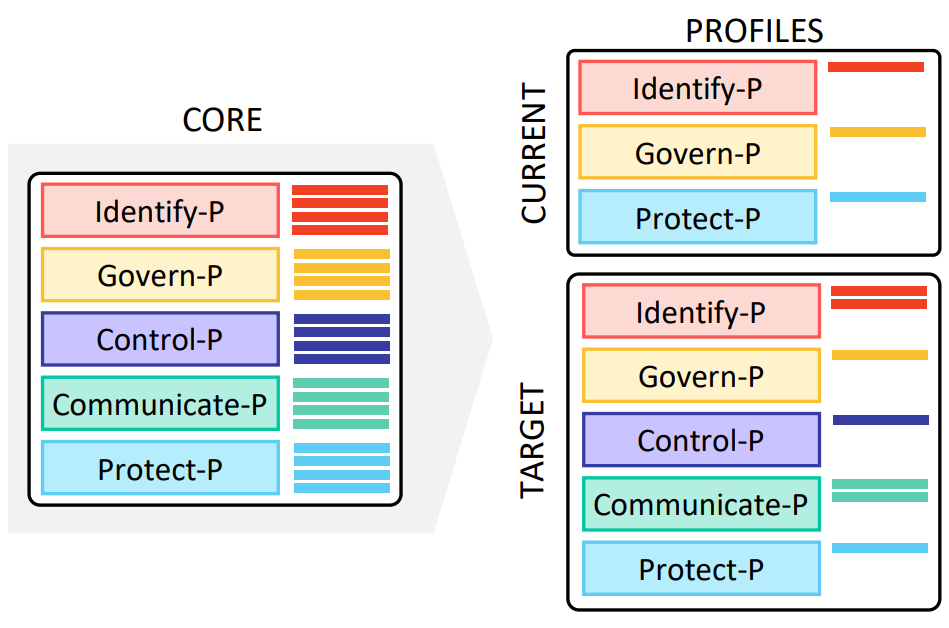 CORE
Identify-P
Govern-P
Control-P
Communicate-P
Protect-P
PROFILES
CURRENT
Identify-P
Govern-P
Protect-P
TARGET
Identify-P
Govern-P
Control-P
Communicate-P
Protect-P